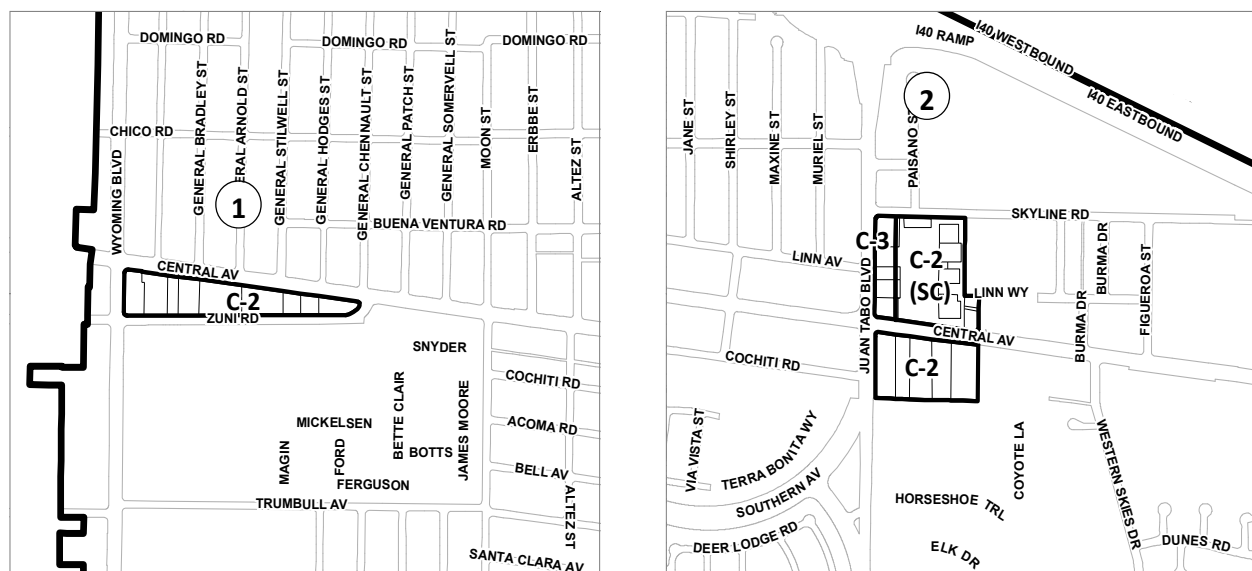 DOMINGO RD
DOMINGO RD
DOMINGO RD
GENERAL BRADLEY ST
GENERAL ARNOLD ST
GENERAL STILWELL ST
GENERAL HODGES ST
GENERAL CHENNAULT ST
GENERAL PATCH ST
GENERAL SOMERVELL ST
MOON ST
ERBBE ST
ALTEZ ST
CHICO RD
WYOMING BLVD
1
BUENA VENTURA RD
CENTRAL AV
C-2
ZUNI RD
SNYDER
COCHITI RD
BETTE CLAIR
MICKELSEN
ACOMA RD
MAGIN
FORD
BOTTS
JAMES MOORE
BELL AV
FERGUSON
TRUMBULL AV
ALTEZ ST
SANTA CLARA AV
I40 RAMP
I40 WESTBOUND
I40 EASTBOUND
2
JANE ST
SHIRLEY ST
MAXINE ST
MURIEL ST
PAISANO ST
SKYLINE RD
C-3
C-2
(SC)
LINN AV
JUAN TABO BLVD
LINN WY
BURMA DR
BURMA DR
FIGUEROA ST
CENTRAL AV
COCHITI RD
C-2
VIA VISTA ST
TERRA BONITA WY
SOUTHERN AV
DEER LODGE RD
COYOTE LA
WESTERN SKIES DR
HORSESHOE TRL
ELK DR
DUNES RD